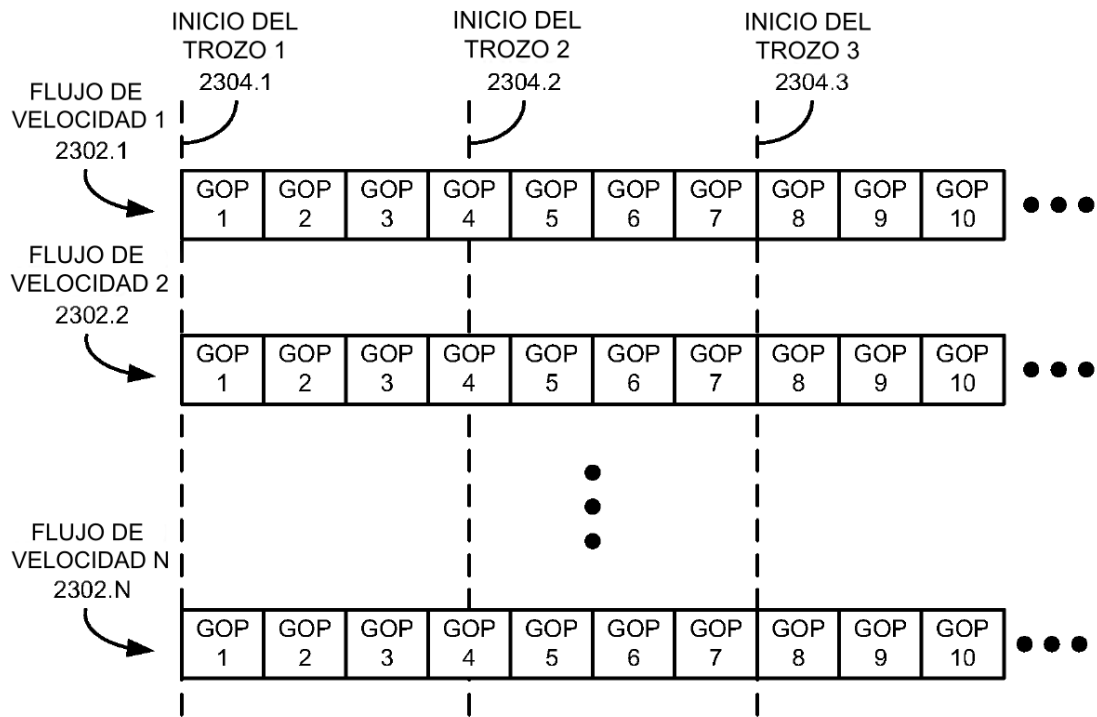 INICIO DEL
TROZO 1
2304.1
INICIO DEL
TROZO 2
2304.2
INICIO DEL
TROZO 3
2304.3
FLUJO DE
VELOCIDAD 1
2302.1
GOP GOP GOP GOP GOP GOP GOP GOP GOP GOP
1 2 3 4 5 6 7 8 9 10
FLUJO DE
VELOCIDAD 2
2302.2
GOP GOP GOP GOP GOP GOP GOP GOP GOP GOP
1 2 3 4 5 6 7 8 9 10
FLUJO DE
VELOCIDAD N
2302.N
GOP GOP GOP GOP GOP GOP GOP GOP GOP GOP
1 2 3 4 5 6 7 8 9 10